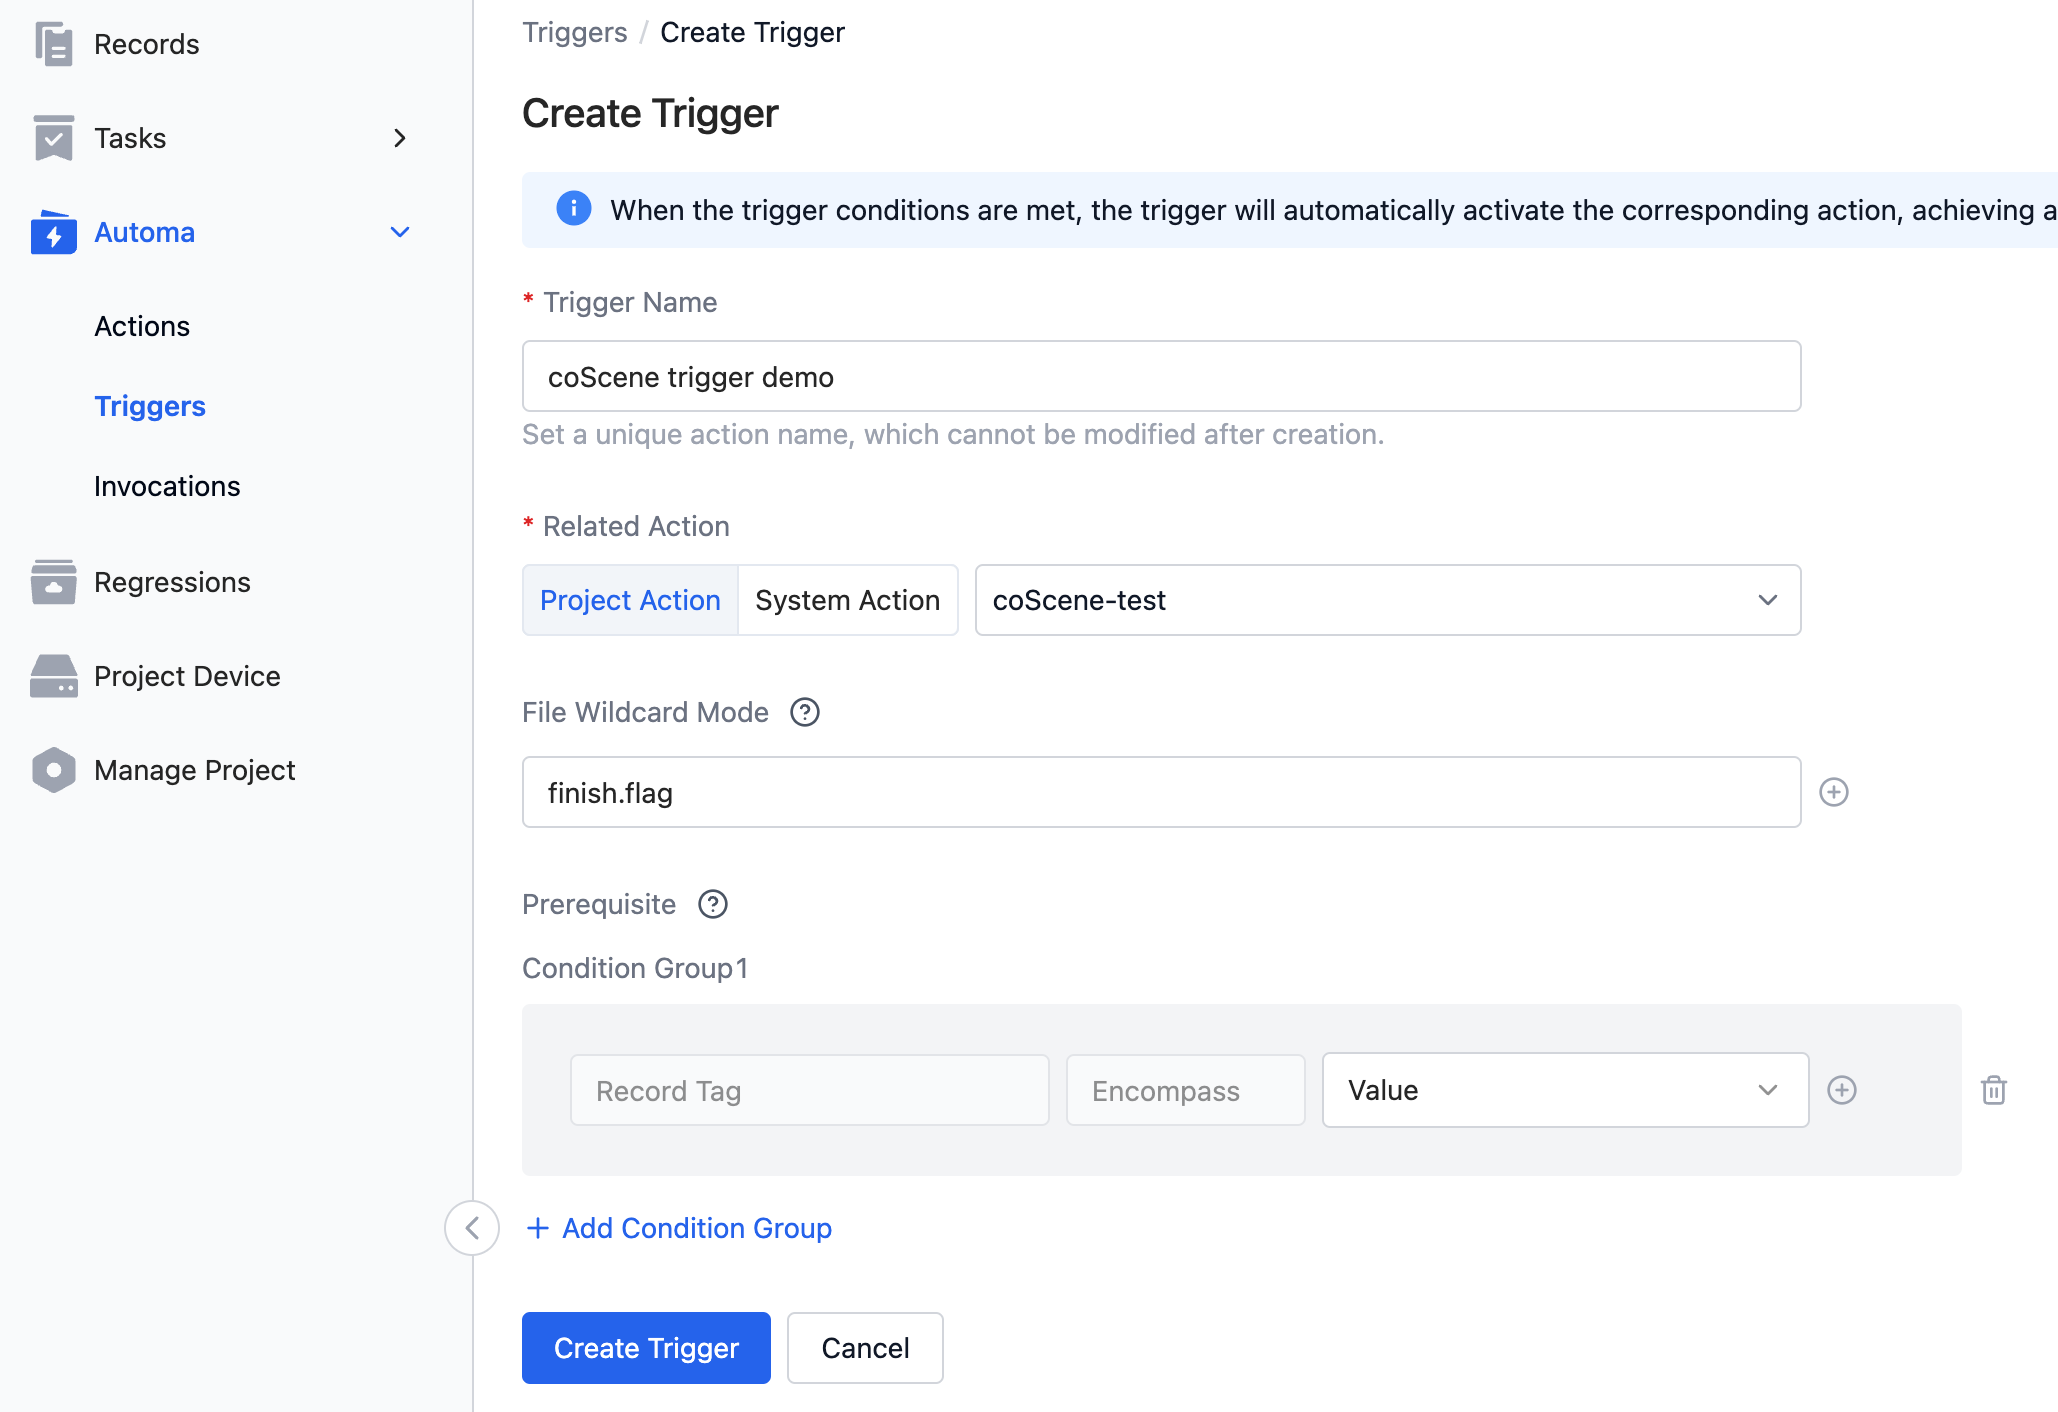 Records
Tasks
Automa
Actions
Triggers
Invocations
Regressions
Project Device
Manage Project
Triggers / Create Trigger
Create Trigger
When the trigger conditions are met, the trigger will automatically activate the corresponding action, achieving a
* Trigger Name
coScene trigger demo
Set a unique action name, which cannot be modified after creation.
* Related Action
Project Action System Action coScene-test
File Wildcard Mode
finish.flag
Prerequisite
Condition Group1
Record Tag Encompass Value
+ Add Condition Group
Create Trigger Cancel